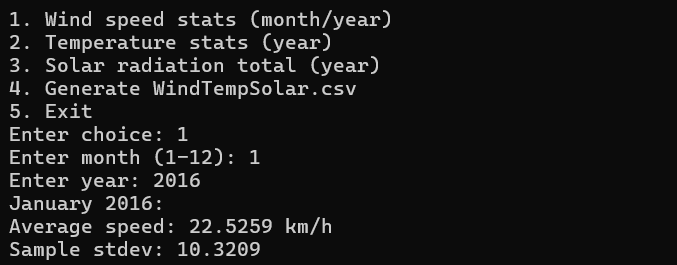 1. Wind speed stats (month/year)
2. Temperature stats (year)
3. Solar radiation total (year)
4. Generate WindTempSolar.csv
5. Exit
Enter choice: 1
Enter month (1-12): 1
Enter year: 2016
January 2016:
Average speed: 22.5259 km/h
Sample stdev: 10.3209